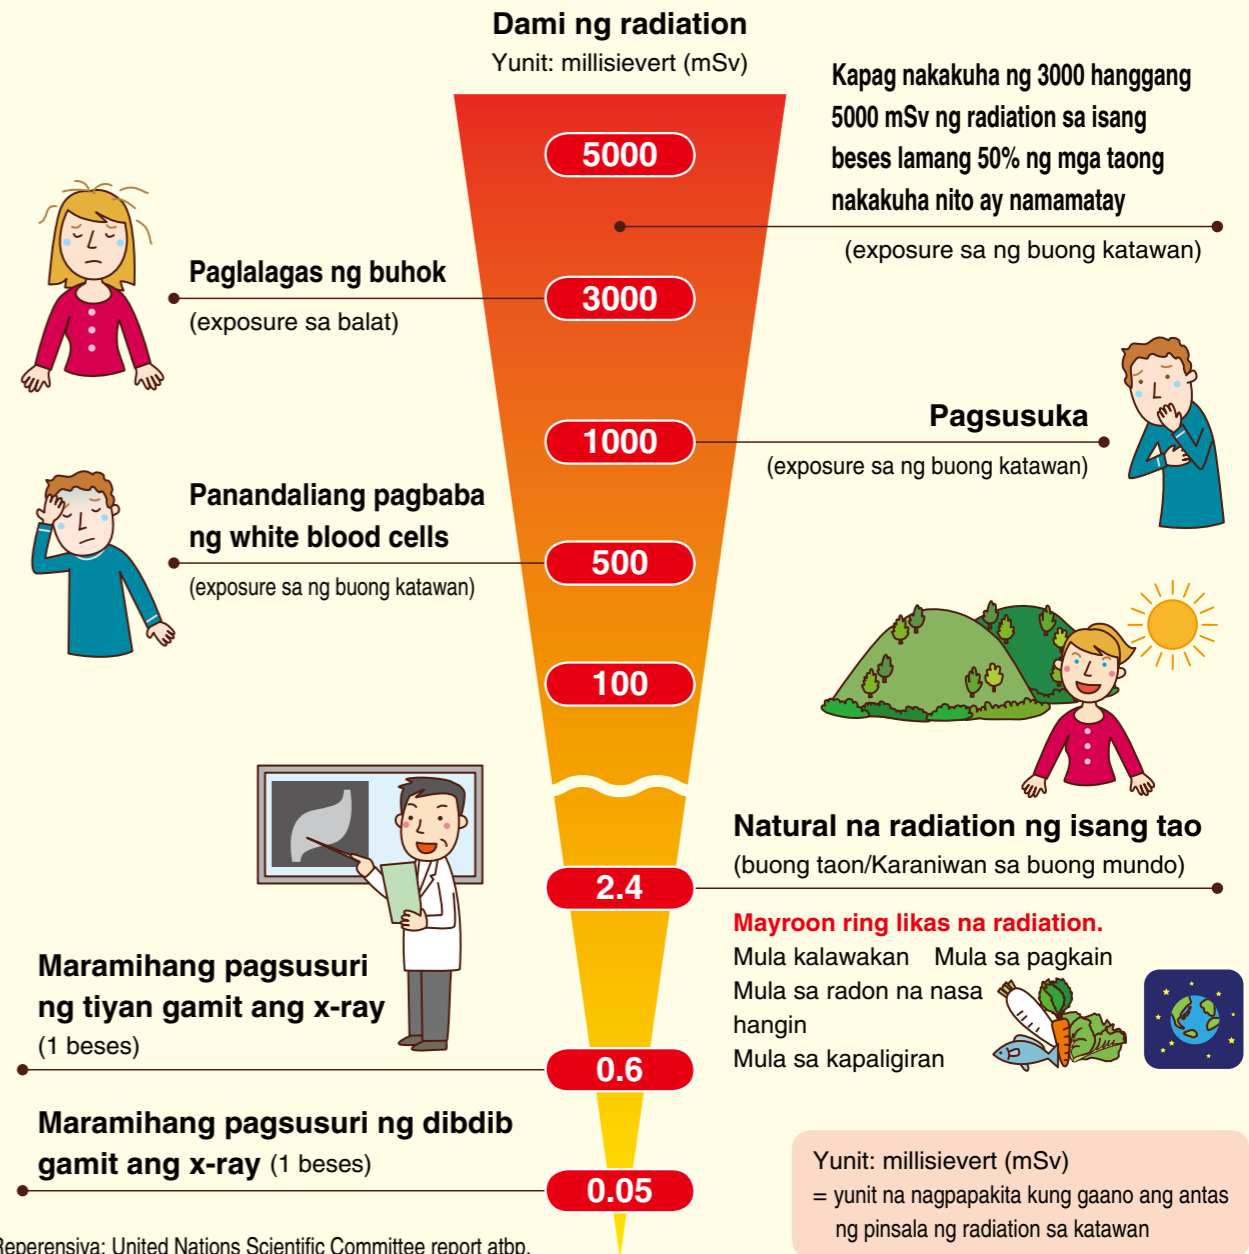 Dami ng radiation
Yunit: millisievert (mSv)
5000
Kapag nakakuha ng 3000 hanggang
5000 mSv ng radiation sa isang
beses lamang 50% ng mga taong
nakakuha nito ay namamatay
(exposure sa ng buong katawan)
Paglalagas ng buhok
(exposure sa balat)
3000
1000
Pagsusuka
(exposure sa ng buong katawan)
Panandaliang pagbaba
ng white blood cells
(exposure sa ng buong katawan)
500
100
Natural na radiation ng isang tao
(buong taon/Karaniwan sa buong mundo)
2.4
Mayroon ring likas na radiation.
Mula kalawakan Mula sa pagkain
Mula sa radon na nasa
hangin
Mula sa kapaligiran
Maramihang pagsusuri
ng tiyan gamit ang x-ray
(1 beses)
0.6
Maramihang pagsusuri ng dibdib
gamit ang x-ray (1 beses)
0.05
Yunit: millisievert (mSv)
= yunit na nagpapakita kung gaano ang antas
ng pinsala ng radiation sa katawan
Reperensiya: United Nations Scientific Committee report atbp.